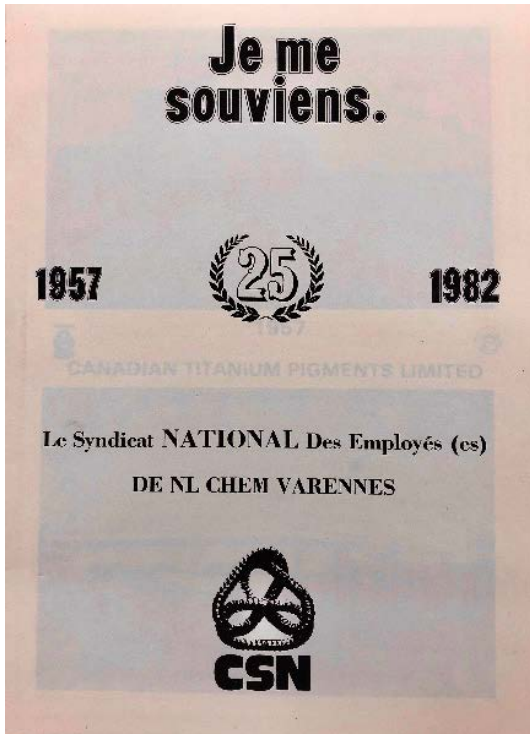 Je me
souviens.
1957 25 1982
1957
CANADIAN TITANIUM PIGMENTS LIMITED
Le Syndicat NATIONAL Des Employés (es)
DE NL CHEM VARENNES
CSN